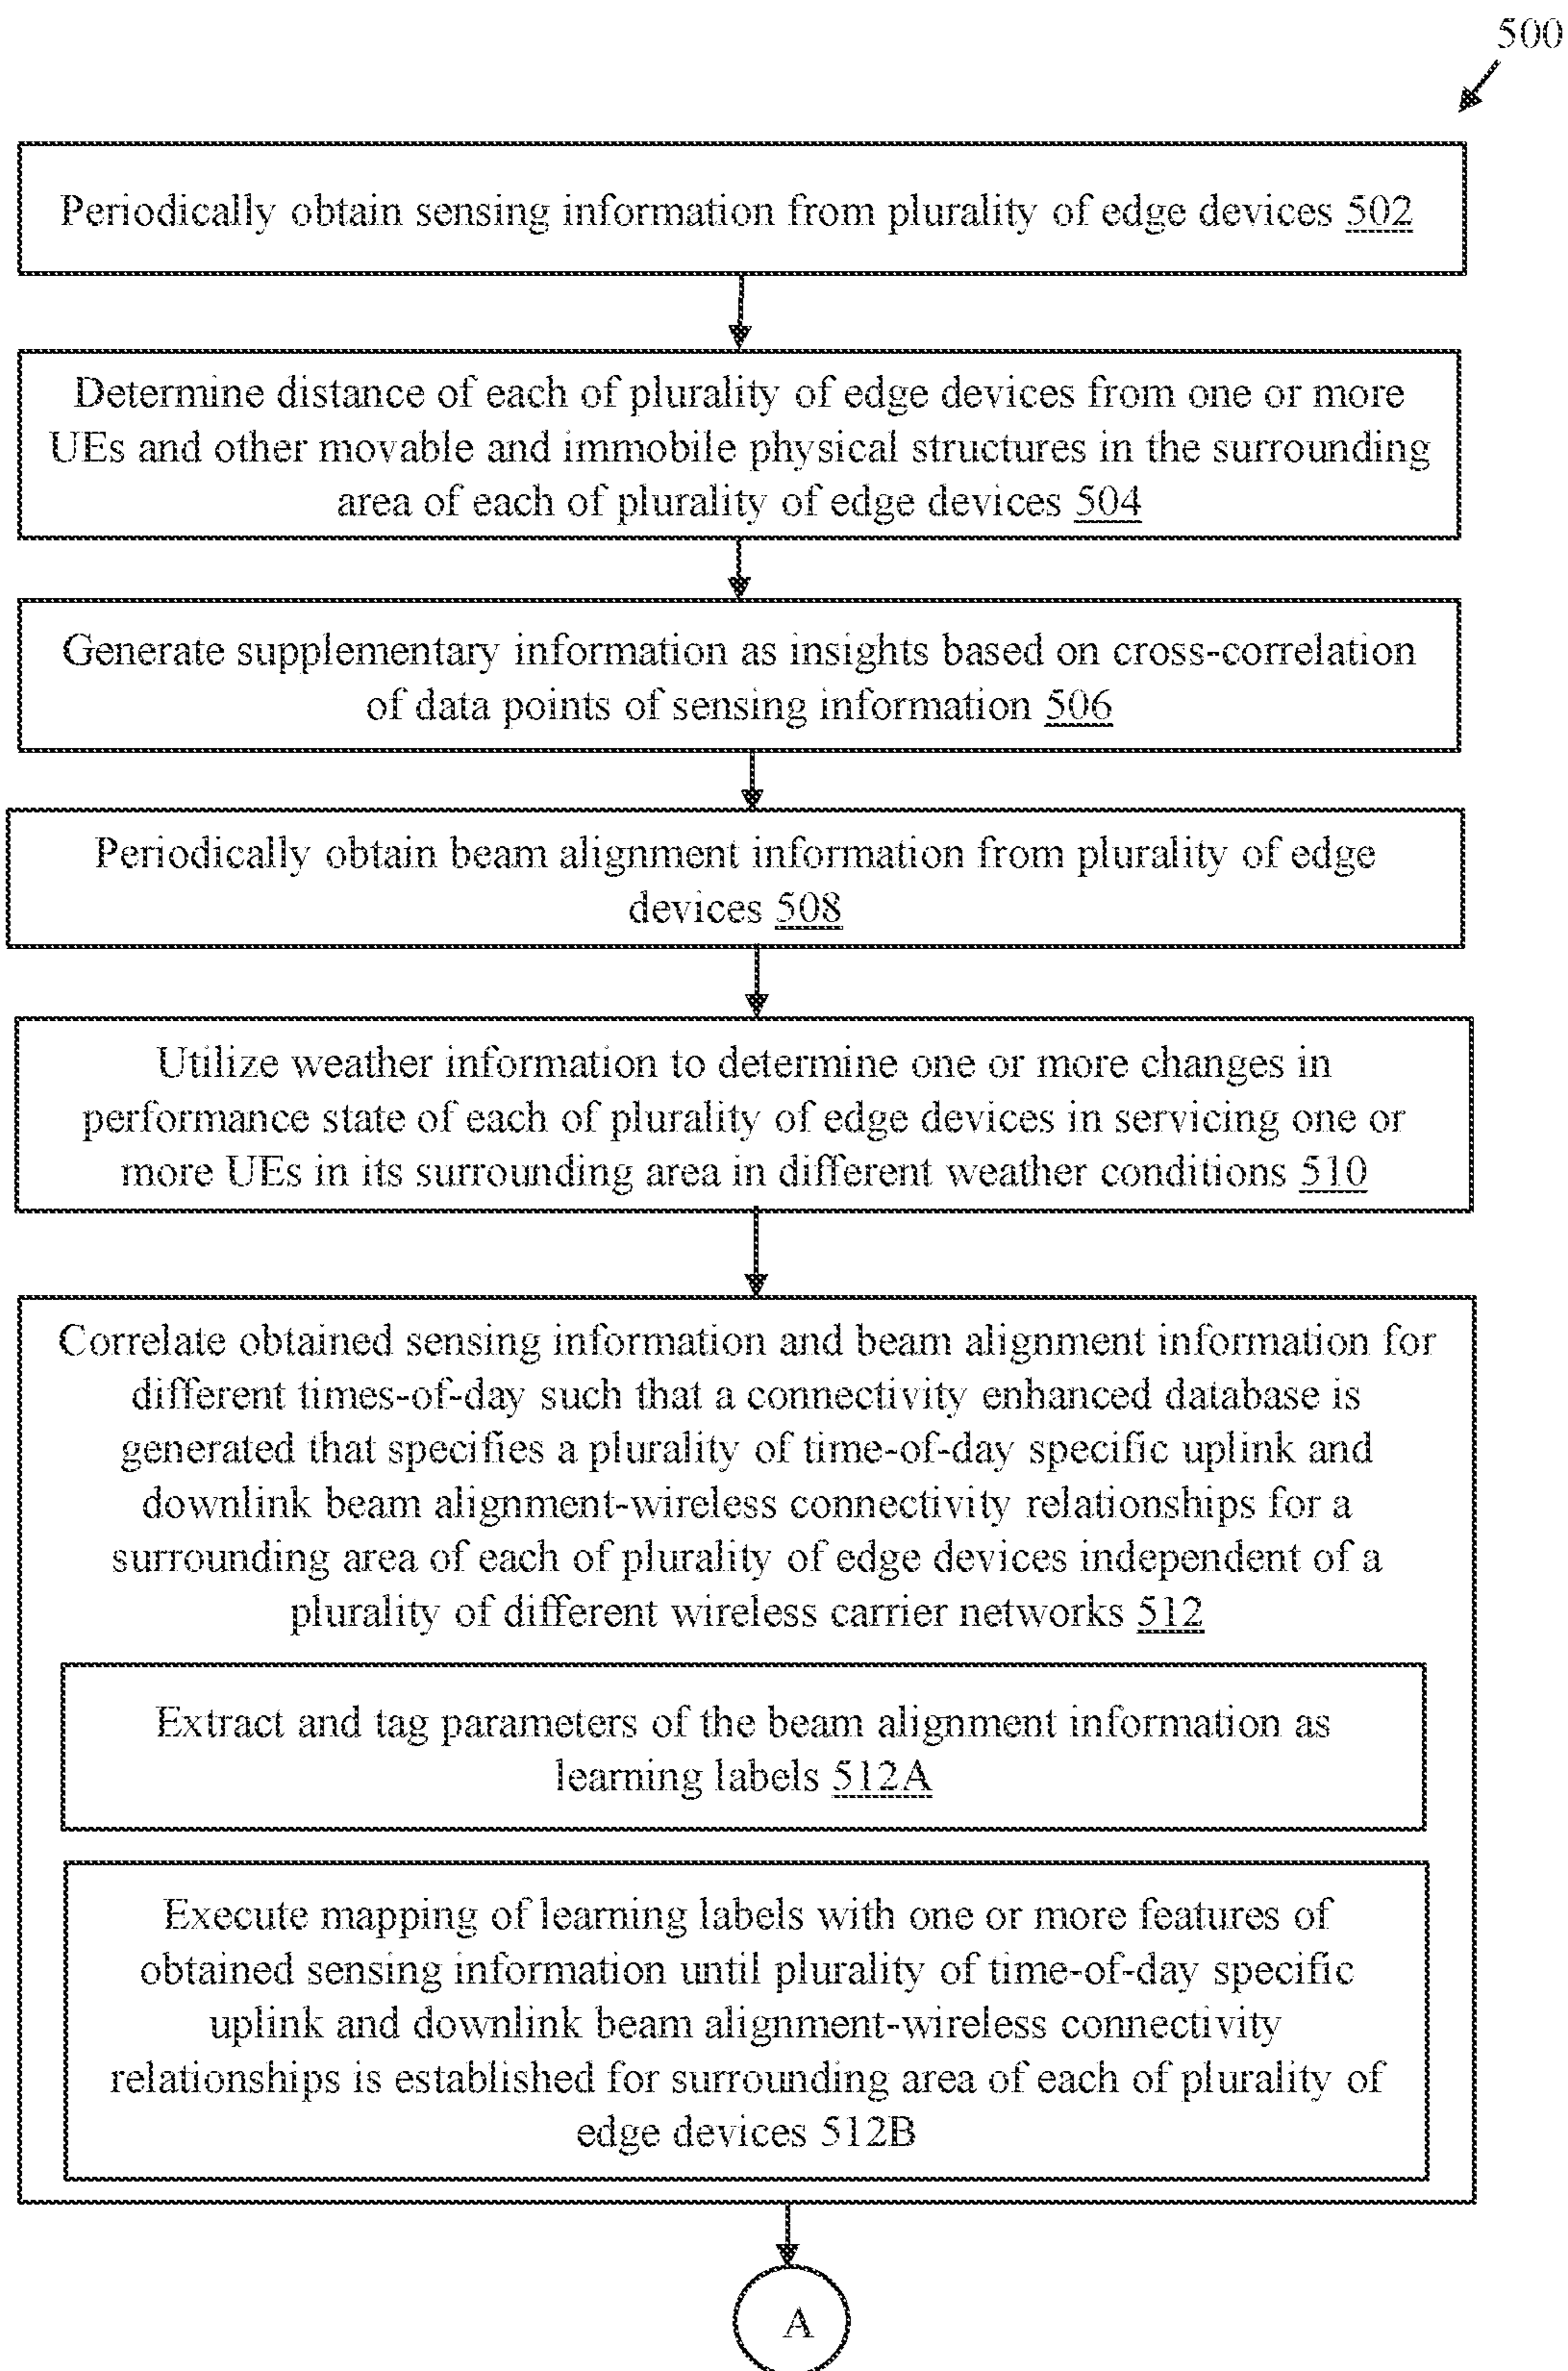 500
Periodically obtain sensing information from plurality of edge devices 502
Determine distance of each of plurality of edge devices from one or more
UEs and other movable and immobile physical structures in the surrounding
area of each of plurality of edge devices 504
Generate supplementary information as insights based on cross-correlation
of data points of sensing information 506
Periodically obtain beam alignment information from plurality of edge
devices 508
Utilize weather information to determine one or more changes in
performance state of each of plurality of edge devices in servicing one or
more UEs in its surrounding area in different weather conditions 510
Correlate obtained sensing information and beam alignment information for
different times-of-day such that a connectivity enhanced database is
generated that specifies a plurality of time-of-day specific uplink and
downlink beam alignment-wireless connectivity relationships for a
surrounding area of each of plurality of edge devices independent of a
plurality of different wireless carrier networks 512
Extract and tag parameters of the beam alignment information as
learning labels 512A
Execute mapping of learning labels with one or more features of
obtained sensing information until plurality of time-of-day specific
uplink and downlink beam alignment-wireless connectivity
relationships is established for surrounding area of each of plurality of
edge devices 512B
A